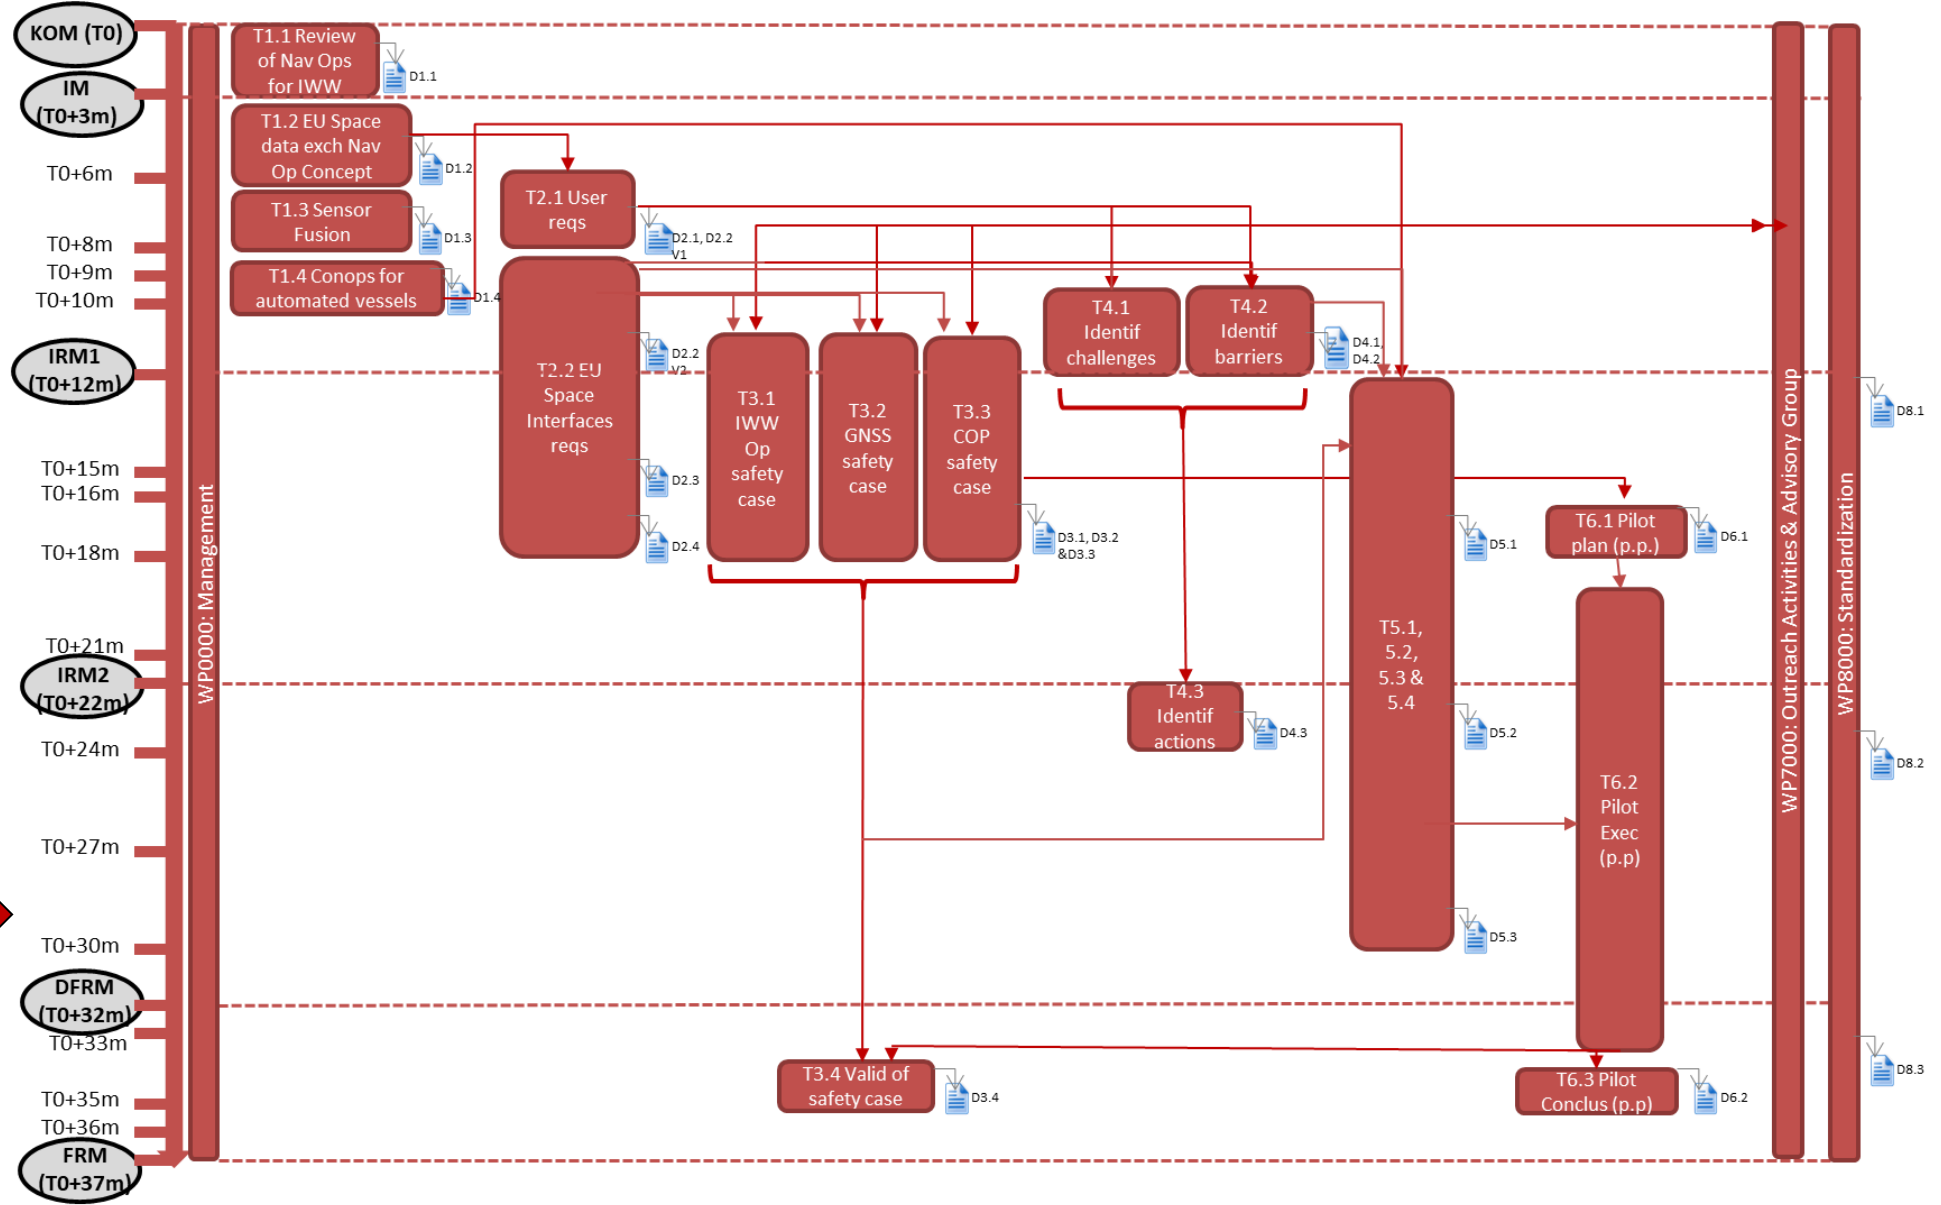 KOM (T0)
IM
(T0+3m)
T0+6m
T0+8m
T0+9m
T0+10m
IRM1
(T0+12m)
T0+15m
T0+16m
T0+18m
T0+21m
IRM2
(T0+22m)
T0+24m
T0+27m
T0+30m
DFRM
(T0+32m)
T0+33m
T0+35m
T0+36m
FRM
(T0+37m)
WP0000: Management
T1.1 Review
of Nav Ops
for IWW
D1.1
T1.2 EU Space
data exch Nav
Op Concept
D1.2
T1.3 Sensor
Fusion
D1.3
T1.4 Conops for
automated vessels
D1.4
T2.1 User
reqs
D2.1, D2.2
V1
T2.2 EU
Space
Interfaces
reqs
D2.2
V2
D2.3
D2.4
T3.1
IWW
Op
safety
case
T3.2
GNSS
safety
case
T3.3
COP
safety
case
D3.1, D3.2
&D3.3
T4.1
Identif
challenges
T4.2
Identif
barriers
D4.1,
D4.2
T4.3
Identif
actions
D4.3
T5.1,
5.2,
5.3 &
5.4
D5.1
D5.2
D5.3
T6.1 Pilot
plan (p.p.)
D6.1
T6.2
Pilot
Exec
(p.p)
T3.4 Valid of
safety case
D3.4
T6.3 Pilot
Conclus (p.p)
D6.2
WP7000: Outreach Activities & Advisory Group
WP8000: Standardization
D8.1
D8.2
D8.3